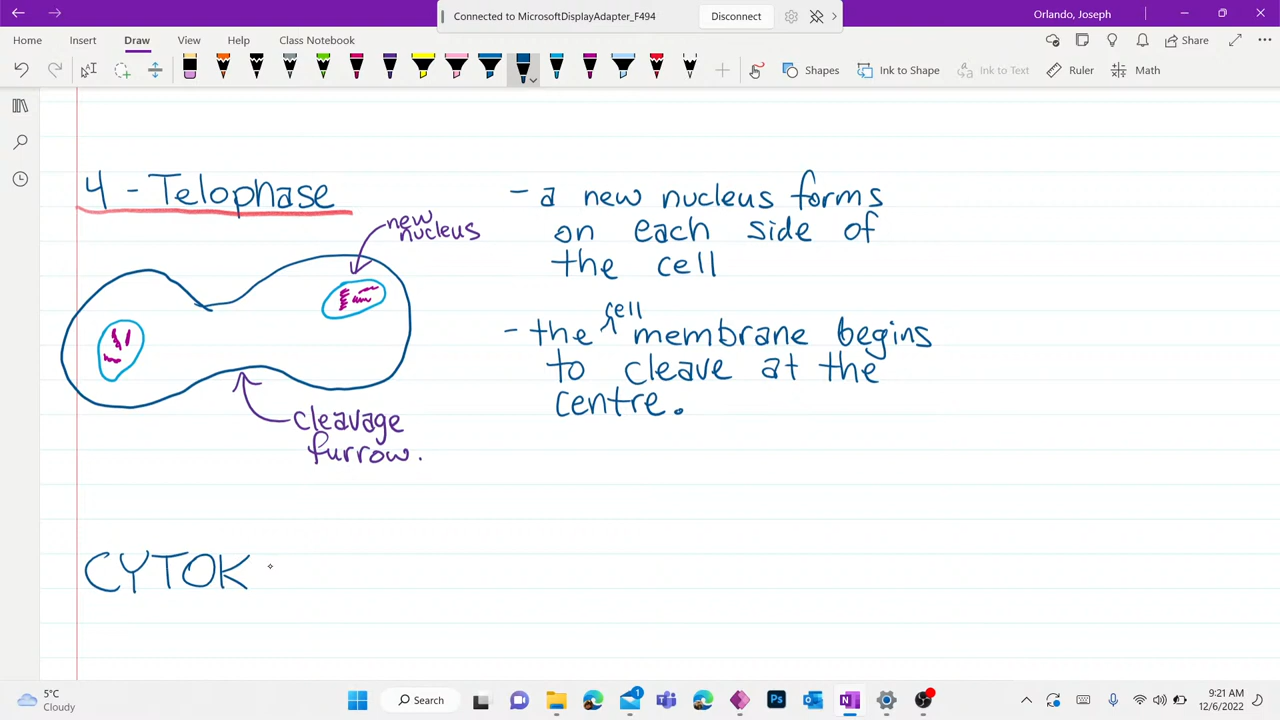 Connected to MicrosoftDisplayAdapter_F494
Disconnect
Orlando, Joseph
Home
Insert
Draw
View
Help
Class Notebook
Share
Shapes
Ink to Shape
Ink to Text
Ruler
Math
4 - Telophase
new
nucleus
cleavage
furrow.
- a new nucleus forms
on each side of
the cell
cell
- the ^ membrane begins
to cleave at the
centre.
CYTOK
5°C
Cloudy
Search
1
9:21 AM
12/6/2022